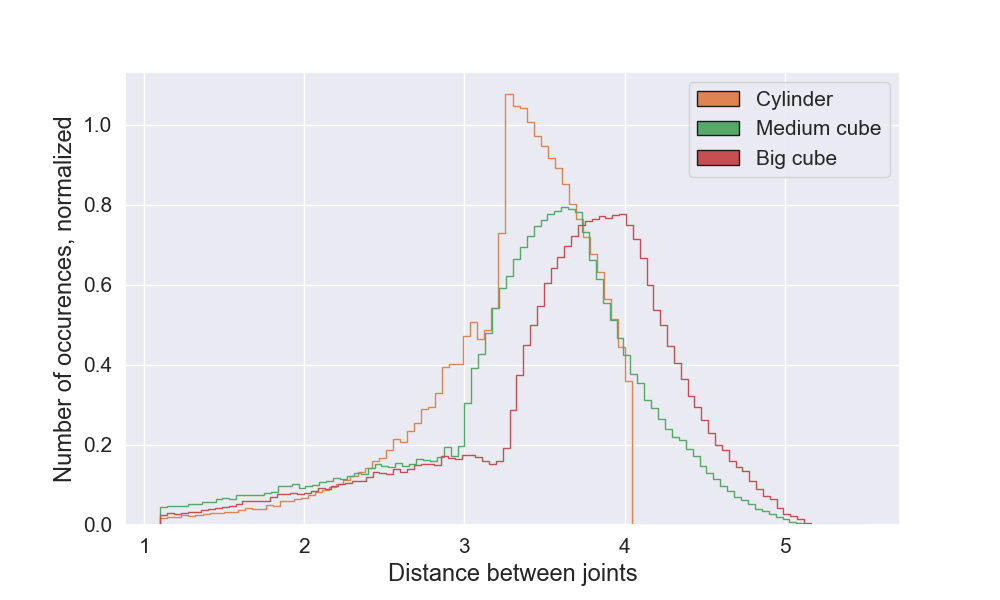 Number of occurences, normalized
1.0
0.8
0.6
0.4
0.2
0.0
Cylinder
Medium cube
Big cube
1 2 3 4 5
Distance between joints